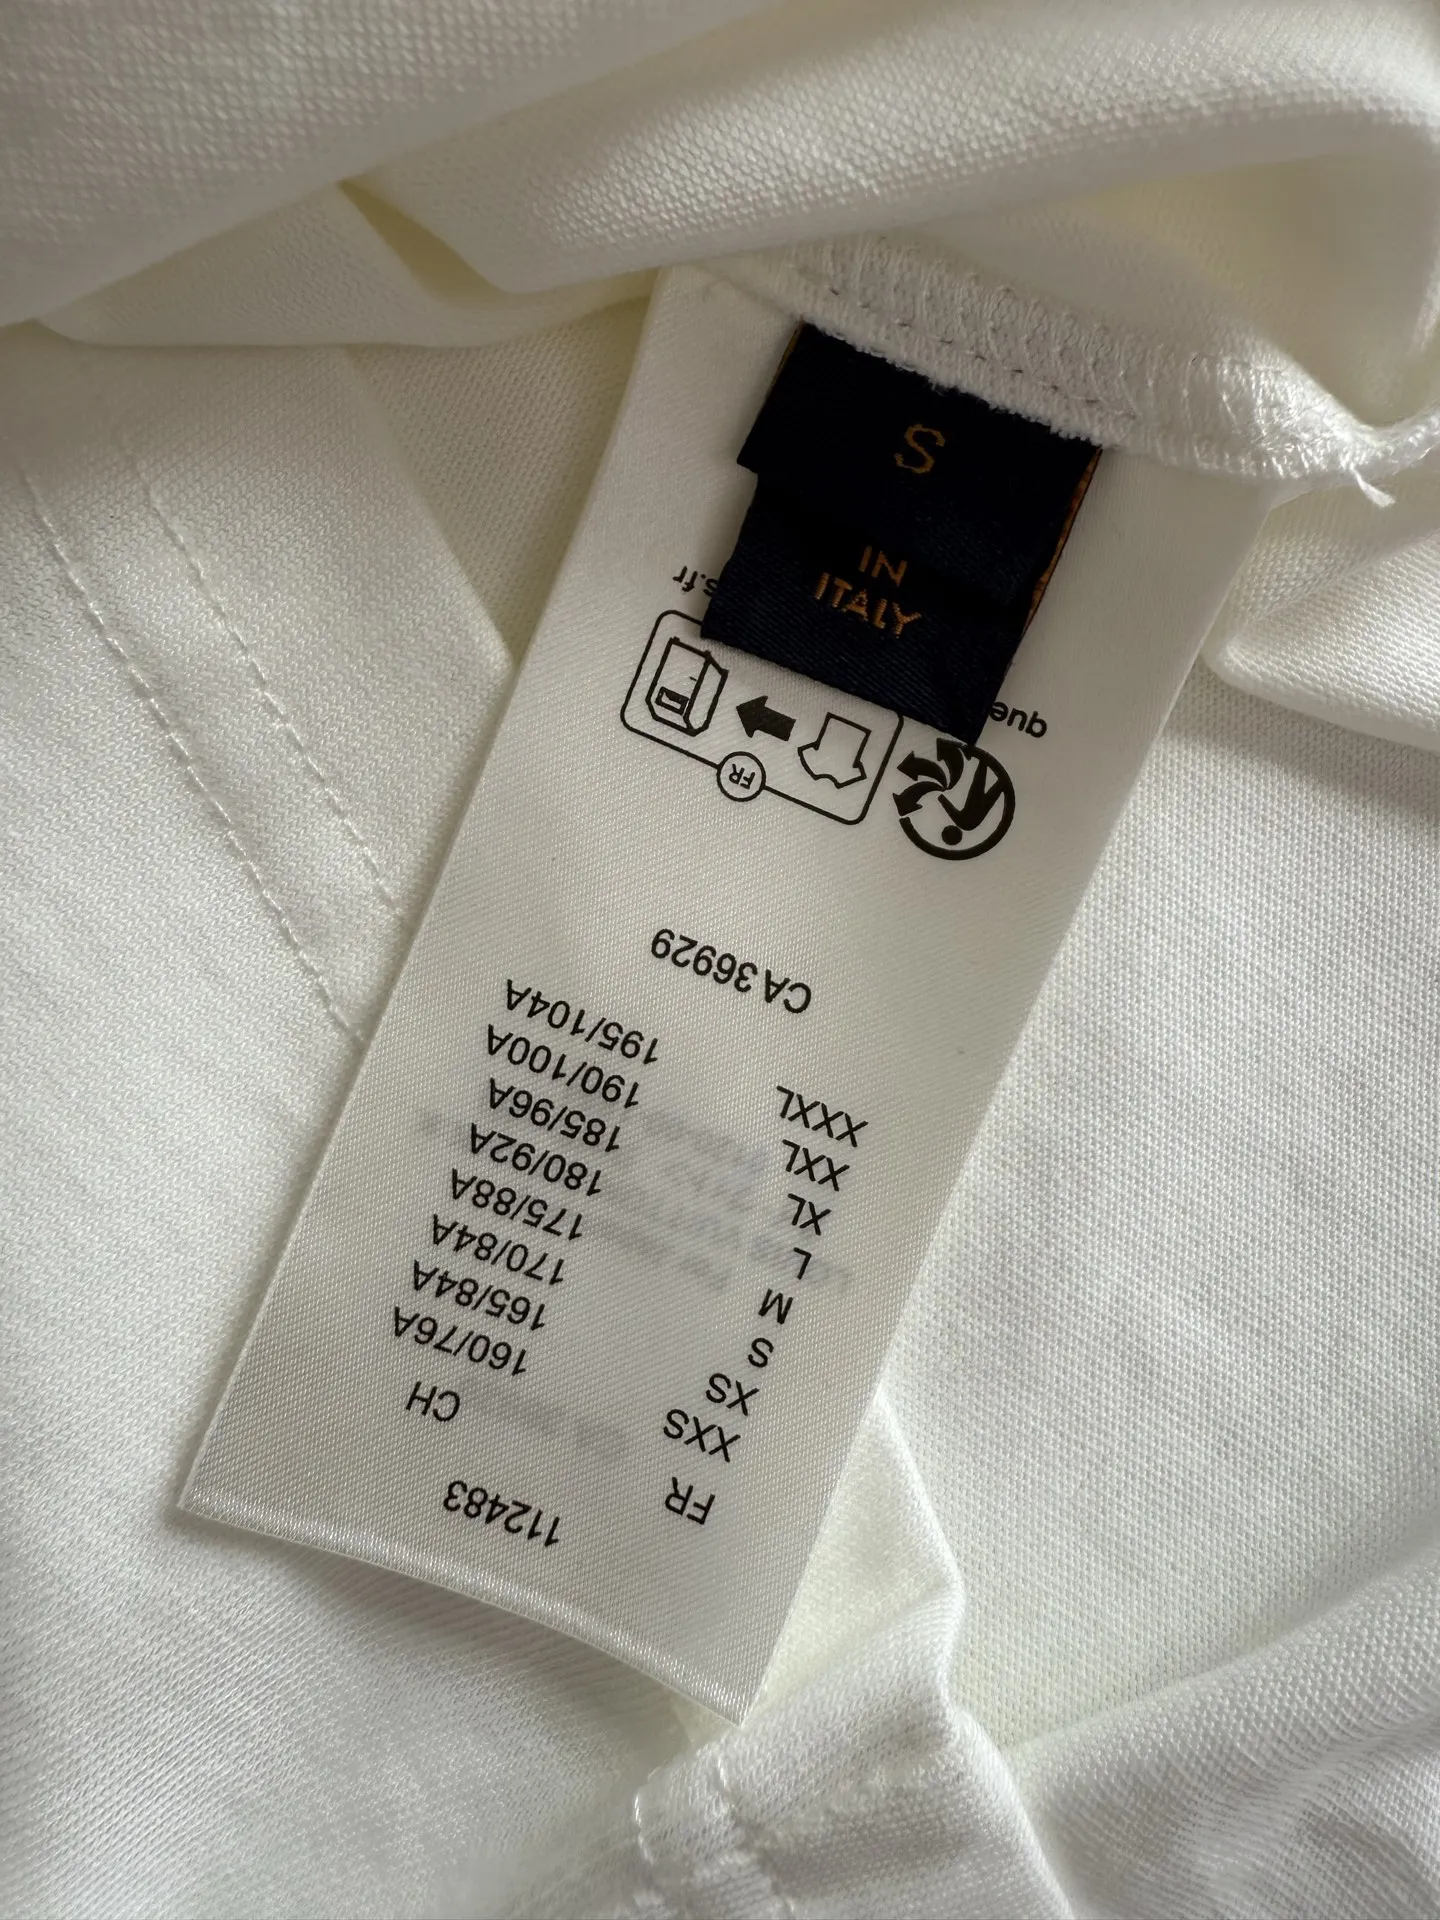 S
IN
ITALY
112483
FR CH
XXS 160/76A
XS 165/84A
S 170/84A
M 175/88A
L 180/92A
XL 185/96A
XXL 190/100A
XXXL 195/104A
CA 36929
FR
que s.fr